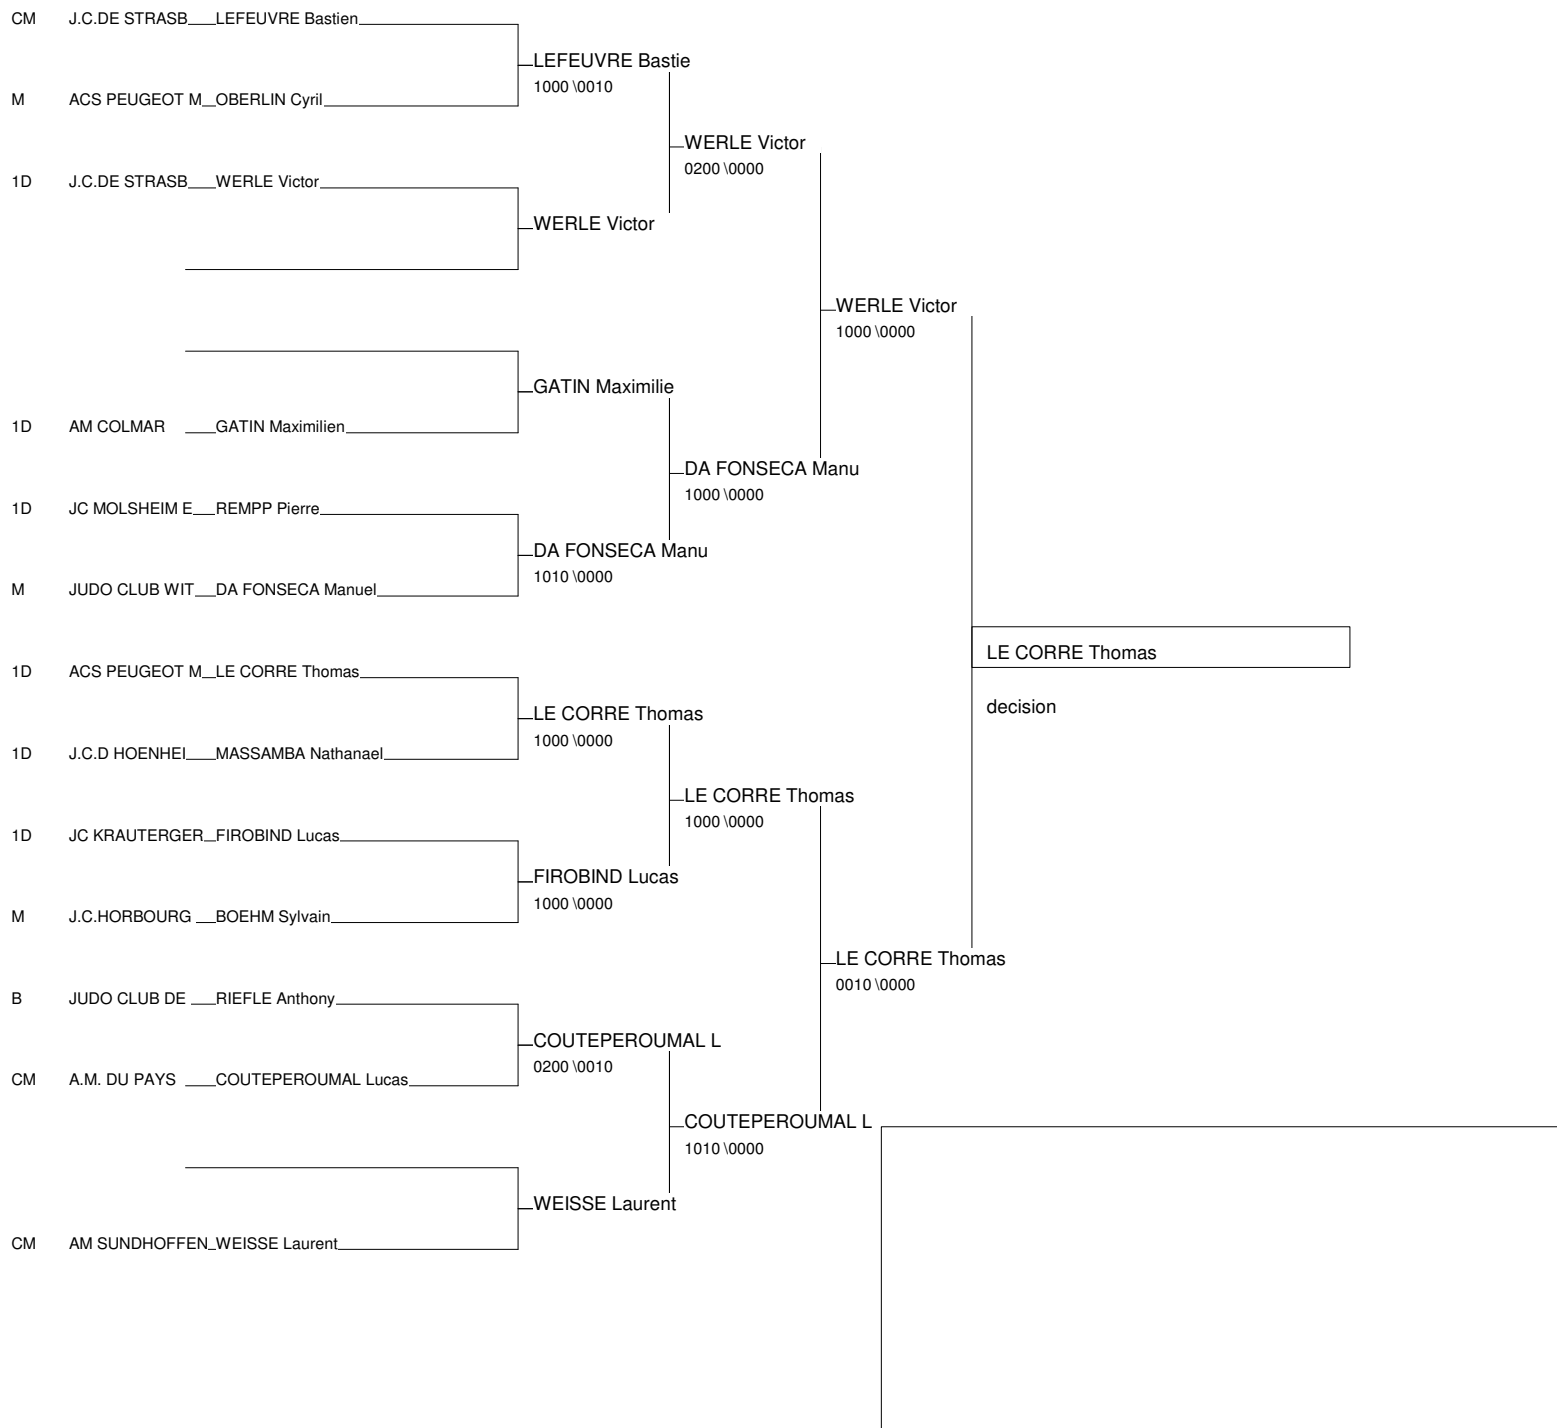 CM J.C.DE STRASB LEFEUVRE Bastien
LEFEUVRE Bastie
1000 \0010
M ACS PEUGEOT M OBERLIN Cyril
WERLE Victor
0200 \0000
1D J.C.DE STRASB WERLE Victor
WERLE Victor
WERLE Victor
1000 \0000
GATIN Maximilie
1D AM COLMAR GATIN Maximilien
DA FONSECA Manu
1000 \0000
1D JC MOLSHEIM E REMPP Pierre
DA FONSECA Manu
1010 \0000
M JUDO CLUB WIT DA FONSECA Manuel
LE CORRE Thomas
decision
1D ACS PEUGEOT M LE CORRE Thomas
LE CORRE Thomas
1000 \0000
1D J.C.D HOENHEI MASSAMBA Nathanael
LE CORRE Thomas
1000 \0000
1D JC KRAUTERGER FIROBIND Lucas
FIROBIND Lucas
1000 \0000
M J.C.HORBOURG BOEHM Sylvain
LE CORRE Thomas
0010 \0000
B JUDO CLUB DE RIEFLE Anthony
COUTEPEROUMAL L
0200 \0010
CM A.M. DU PAYS COUTEPEROUMAL Lucas
COUTEPEROUMAL L
1010 \0000
WEISSE Laurent
CM AM SUNDHOFFEN WEISSE Laurent